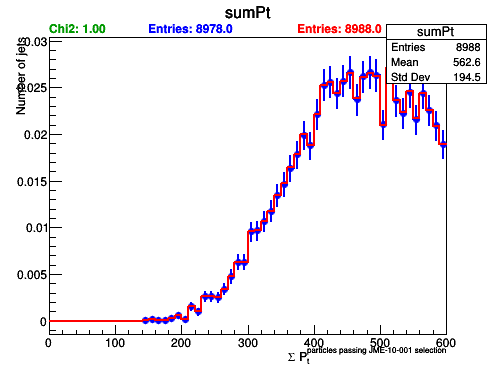 sumPt
Chi2: 1.00
Entries: 8978.0
Entries: 8988.0
sumPt
Entries 8988
Mean 562.6
Std Dev 194.5
Number of jets
0.03
0.025
0.02
0.015
0.01
0.005
0
0 100 200 300 400 500 600
Σ P_t^particles passing JME-10-001 selection